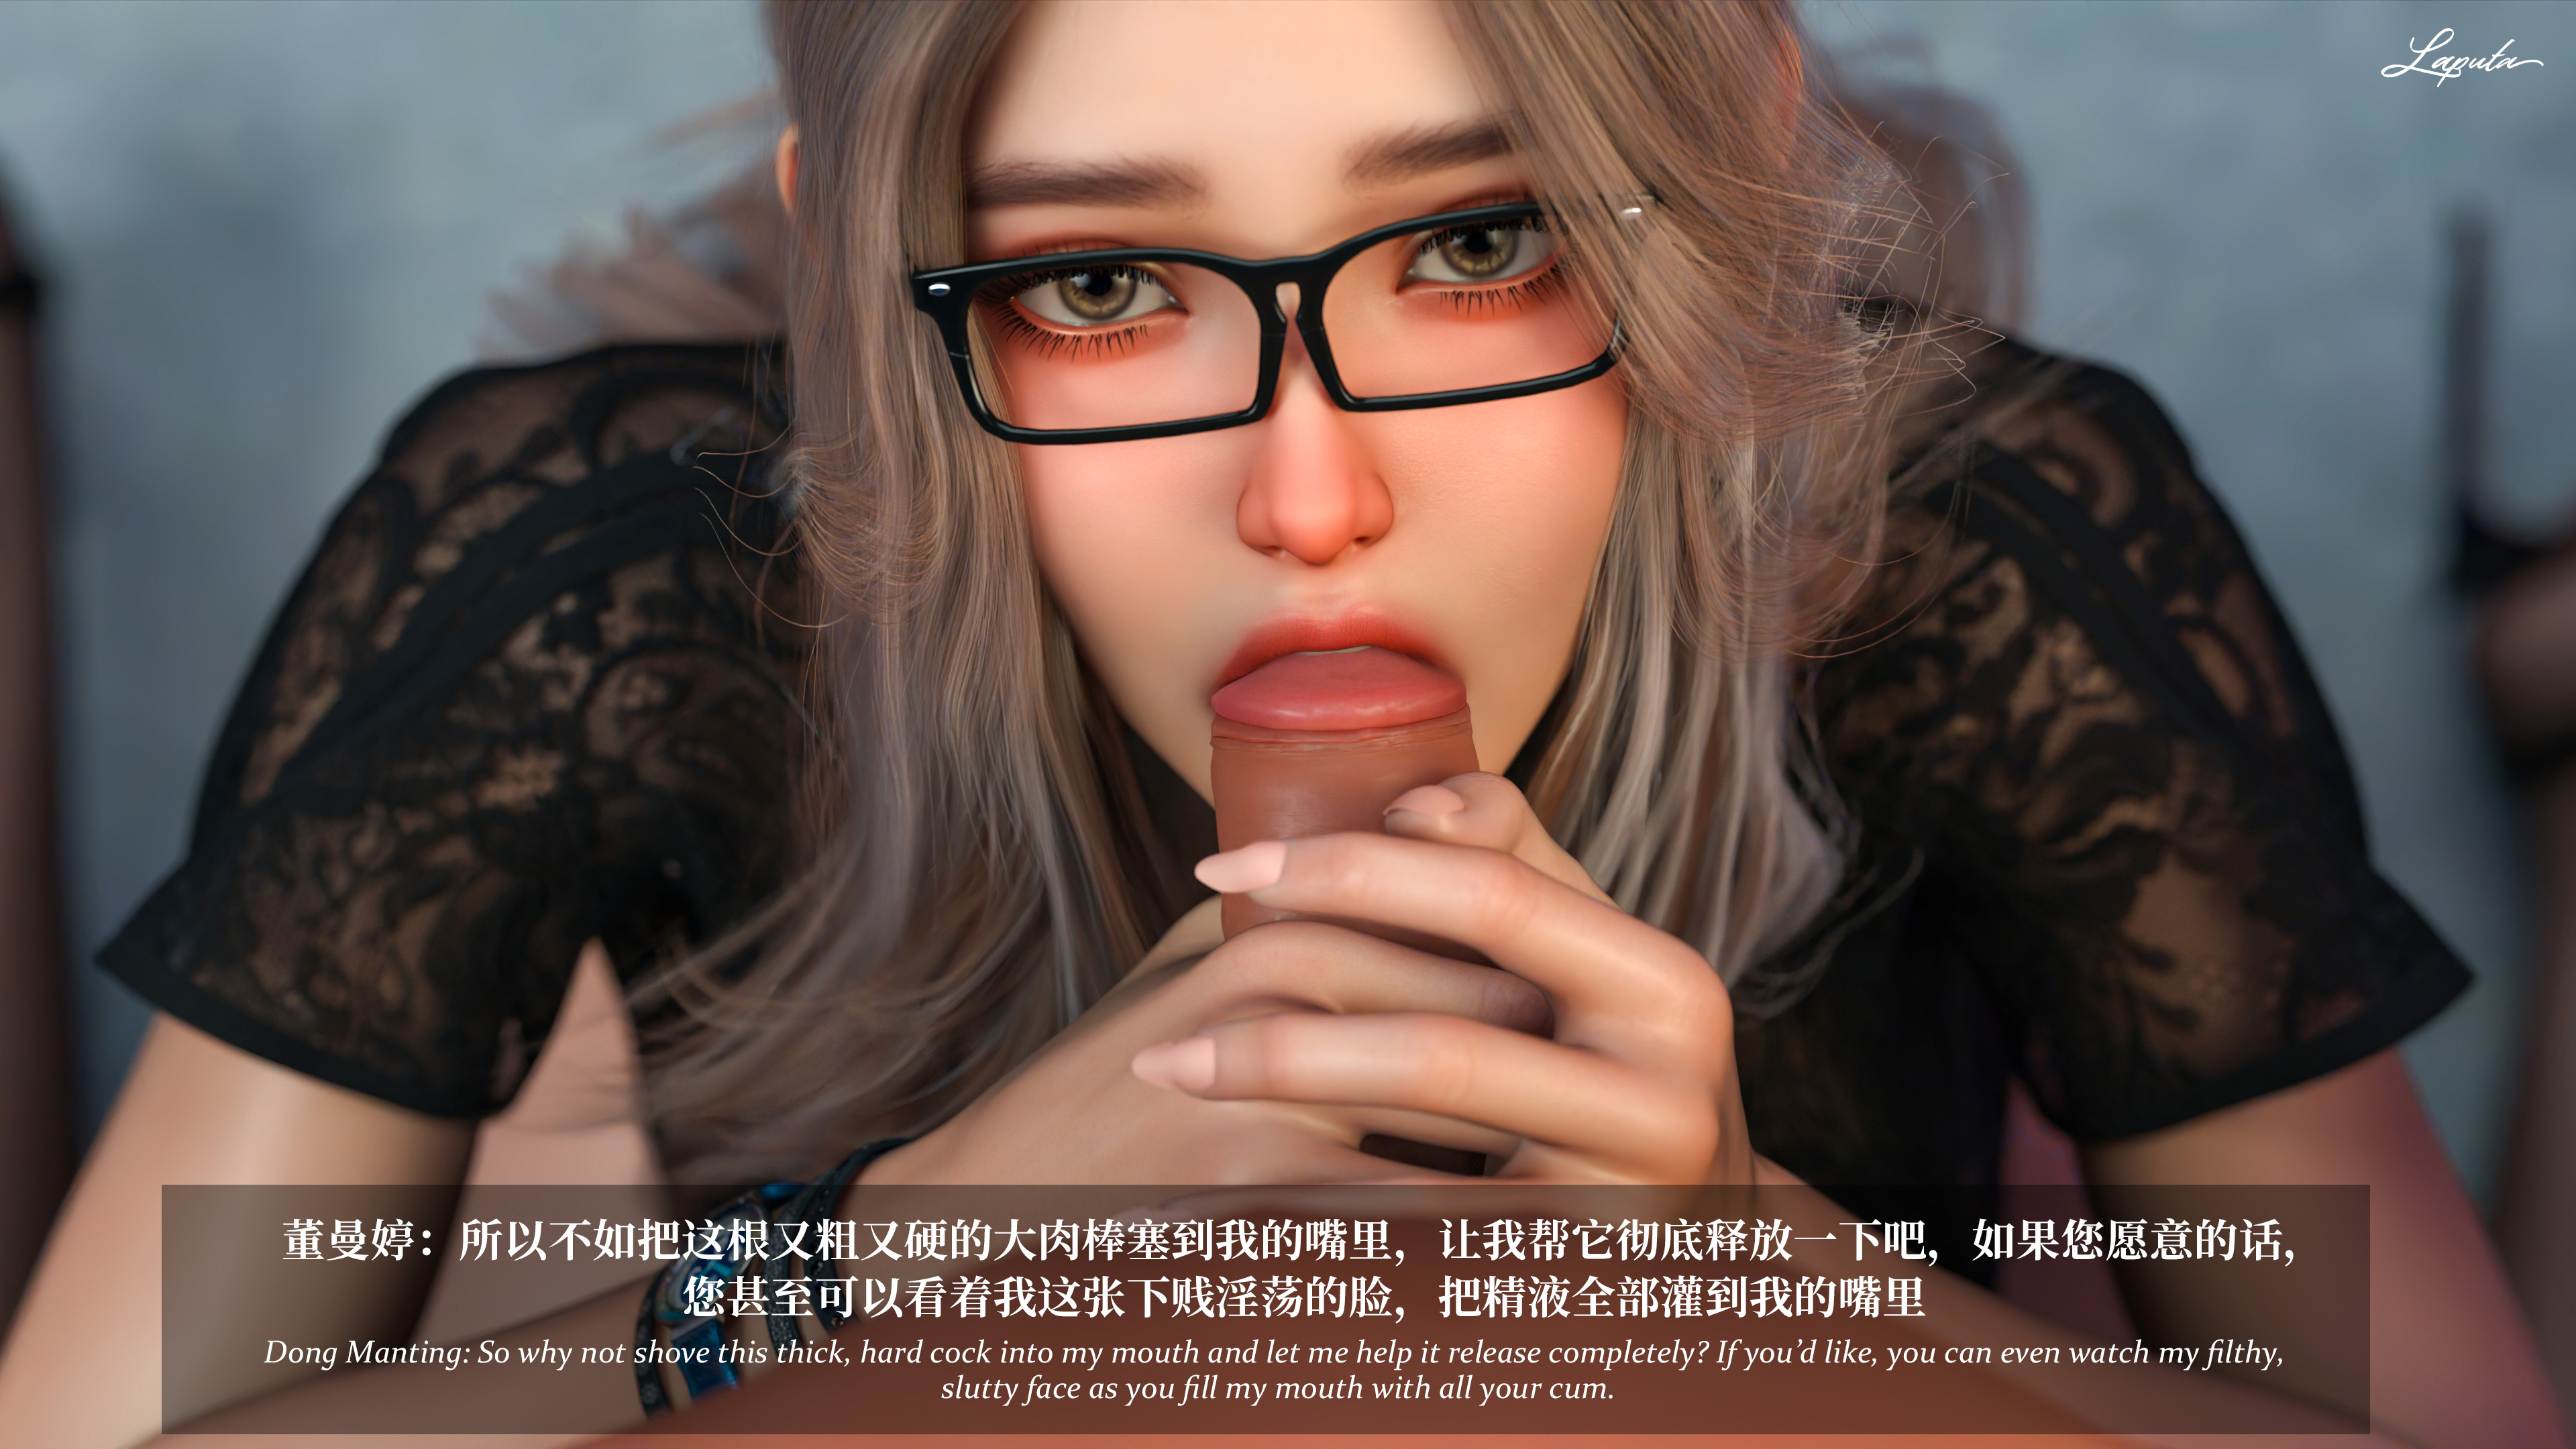 Laputa
董曼婷：所以不如把这根又粗又硬的大肉棒塞到我的嘴里，让我帮它彻底释放一下吧，如果您愿意的话，
您甚至可以看着我这张下贱淫荡的脸，把精液全部灌到我的嘴里
Dong Manting: So why not shove this thick, hard cock into my mouth and let me help it release completely? If you’d like, you can even watch my filthy,
slutty face as you fill my mouth with all your cum.